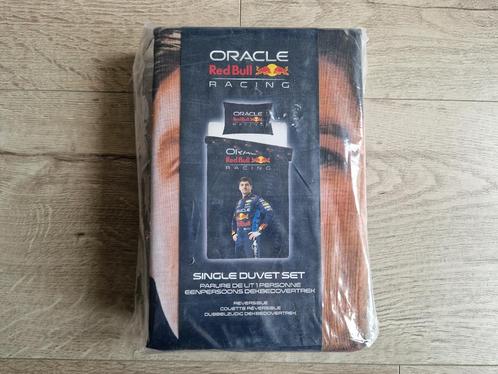 ORACLE
Red Bull
RACING
ORACLE
Red Bull
RACING
ORACLE
Red Bull
RACING
SINGLE DUVET SET
PARURE DE LIT 1 PERSONNE
EENPERSOONS DEKBEDOVERTREK
REVERSIBLE
COUETTE RÉVERSIBLE
DUBBELZIJDIG DEKBEDOVERTREK